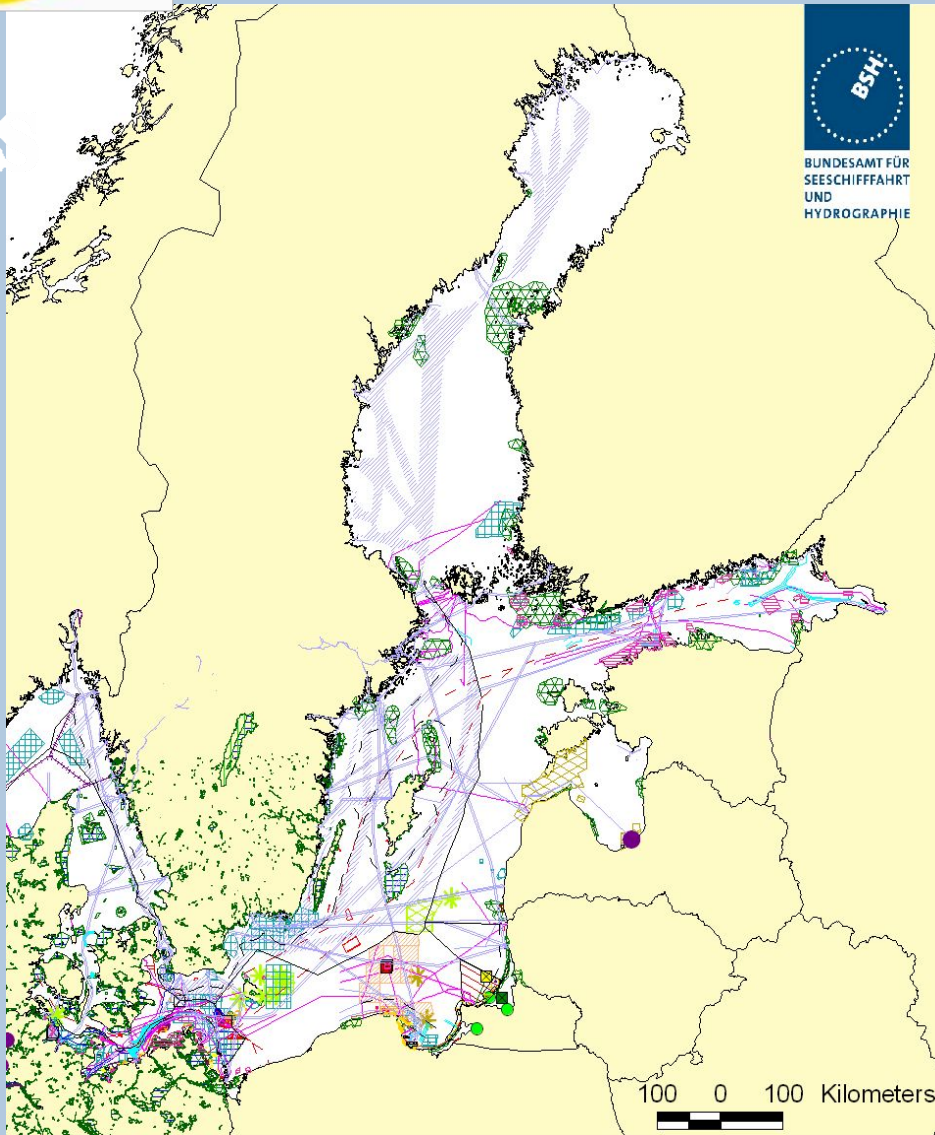 BSH
BUNDESAMT FÜR
SEESCHIFFFAHRT
UND
HYDROGRAPHIE
100 0 100 Kilometers